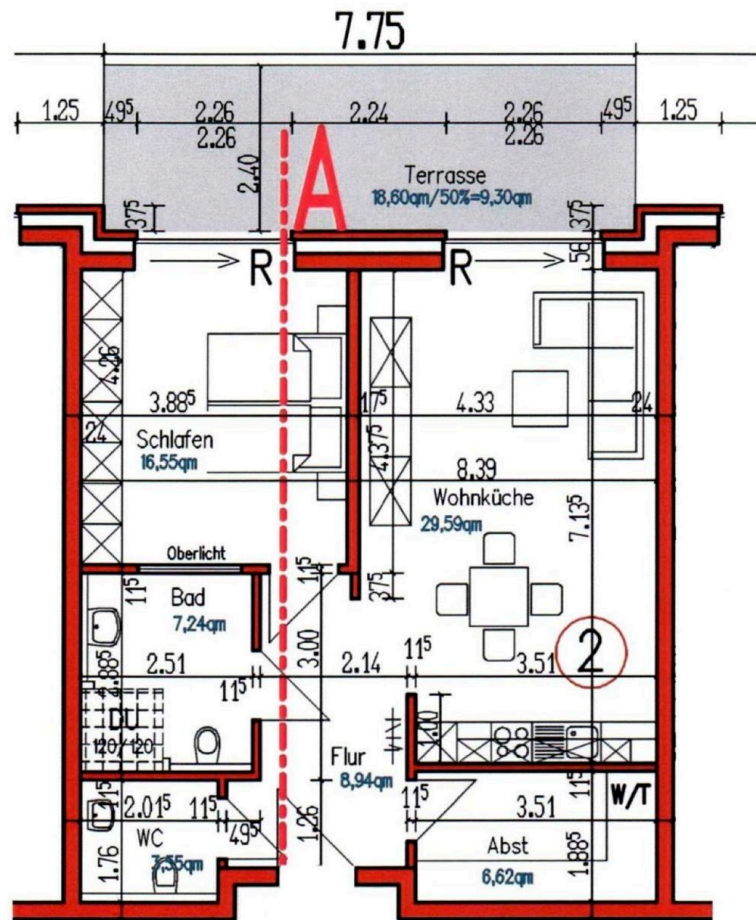 7.75
1.25 49⁵ 2.26 2.24 2.26 49⁵ 1.25
2.26 2.26
2.40
A
Terrasse
18,60qm/50%=9,30qm
37⁵
37⁵
56
R
R
4.26
3.88⁵
17⁵
4.33
24
24
Schlafen
16,55qm
4.37⁵
8.39
Wohnküche
29,59qm
7.13⁵
Oberlicht
11⁵
11⁵
37⁵
Bad
7,24qm
3.00
2
2.51
2.14
11⁵
3.51
3.88⁵
11⁵
DU
120/120
1.00
Flur
8,94qm
11⁵
11⁵
W/T
2.01⁵
11⁵
49⁵
1.26
11⁵
3.51
WC
3,55qm
1.76
Abst
6,62qm
1.88⁵